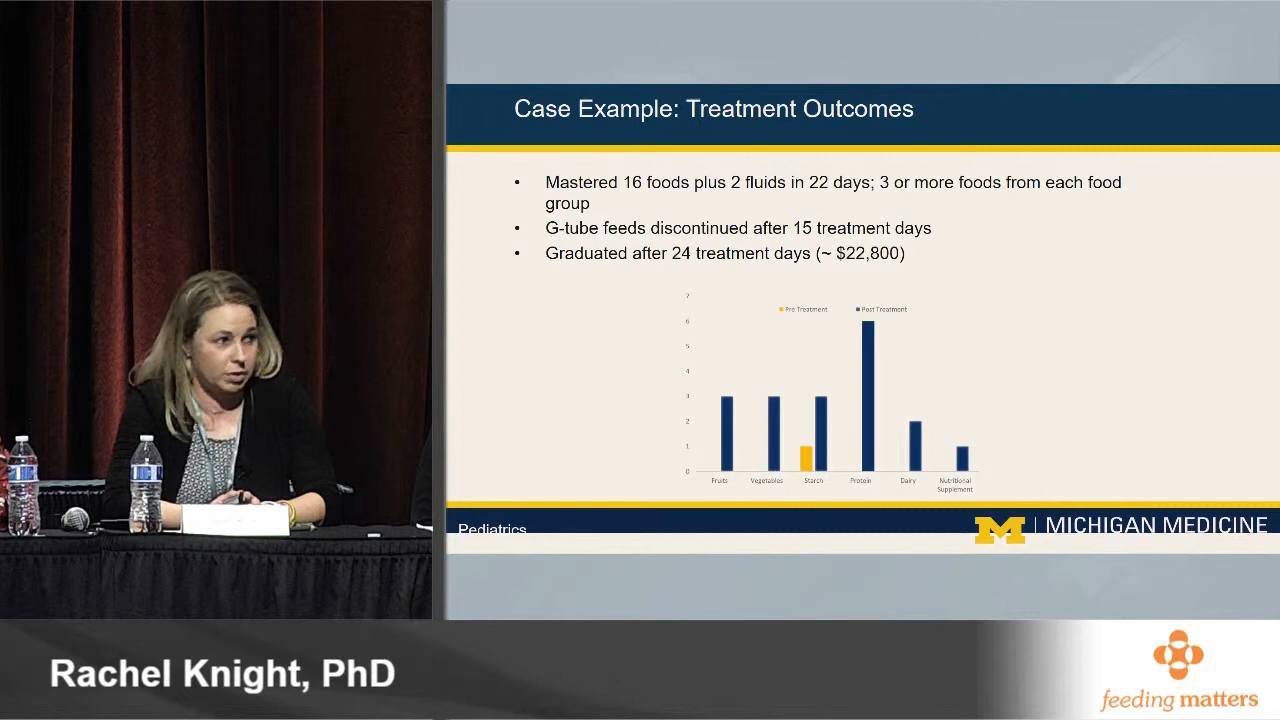 Case Example: Treatment Outcomes
• Mastered 16 foods plus 2 fluids in 22 days; 3 or more foods from each food
group
• G-tube feeds discontinued after 15 treatment days
• Graduated after 24 treatment days (~ $22,800)
7
Pre Treatment Post Treatment
6
5
4
3
2
1
0
Fruits Vegetables Starch Protein Dairy Nutritional
Supplement
Pediatrics
M | MICHIGAN MEDICINE
Rachel Knight, PhD
feeding matters